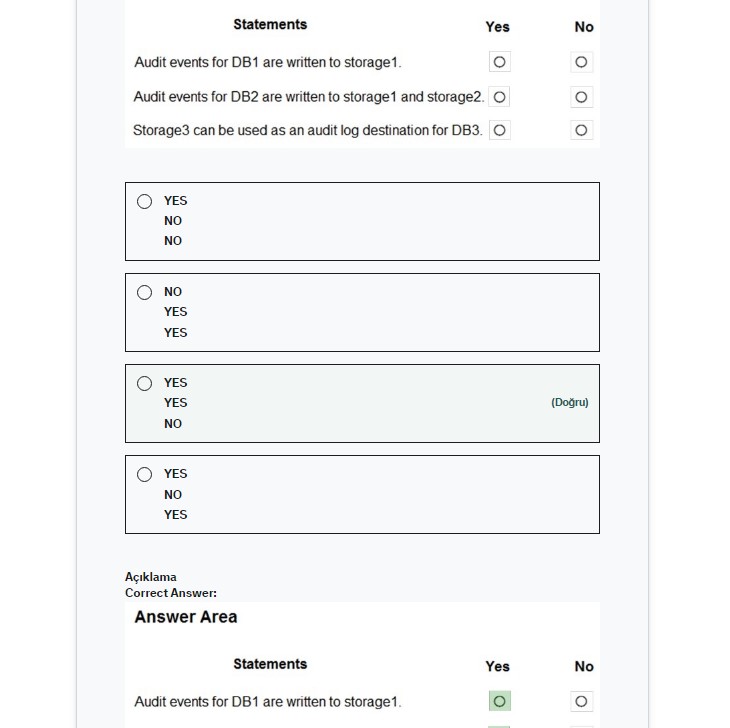 Statements Yes No
Audit events for DB1 are written to storage1.
Audit events for DB2 are written to storage1 and storage2.
Storage3 can be used as an audit log destination for DB3.
YES
NO
NO
NO
YES
YES
YES
YES (Doğru)
NO
YES
NO
YES
Açıklama
Correct Answer:
Answer Area
Statements Yes No
Audit events for DB1 are written to storage1.